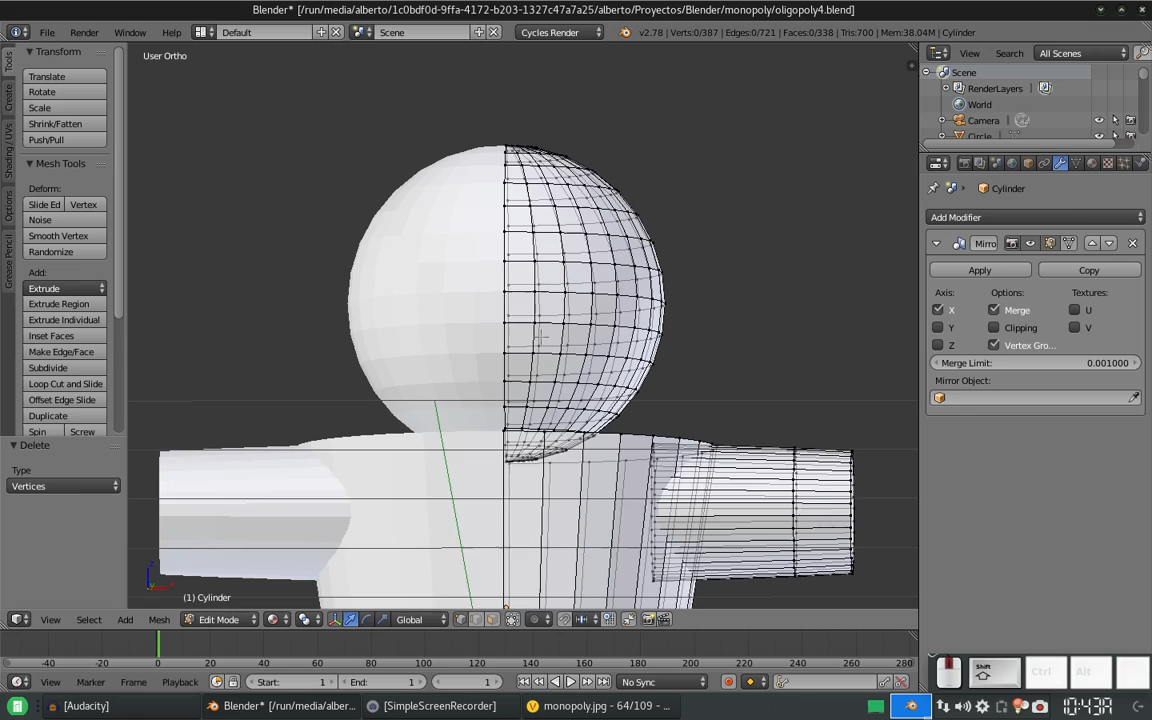 Blender* [/run/media/alberto/1c0bdf0d-9ffa-4172-b203-1327c47a7a25/alberto/Proyectos/Blender/monopoly/oligopoly4.blend]
File Render Window Help Default Scene Cycles Render v2.78 | Verts:0/387 | Edges:0/721 | Faces:0/338 | Tris:700 | Mem:38.04M | Cylinder
View Search All Scenes
Transform
User Ortho
Translate
Rotate
Scale
Shrink/Fatten
Push/Pull
Mesh Tools
Deform:
Slide Ed Vertex
Noise
Smooth Vertex
Randomize
Add:
Extrude
Extrude Region
Extrude Individual
Inset Faces
Make Edge/Face
Subdivide
Loop Cut and Slide
Offset Edge Slide
Duplicate
Spin Screw
Delete
Type
Vertices
Tools
Create
Shading / UVs
Options
Grease Pencil
Scene
RenderLayers
World
Camera
Circle
Cylinder
Add Modifier
Mirro
Apply Copy
Axis: Options: Textures:
X Merge U
Y Clipping V
Z Vertex Gro...
Merge Limit: 0.001000
Mirror Object:
(1) Cylinder
View Select Add Mesh Edit Mode Global
-40 -20 0 20 40 60 80 100 120 140 160 180 200 220 240 260 280
View Marker Frame Playback Start: 1 End: 1 1 No Sync
Shift Ctrl Alt
[Audacity] Blender* [/run/media/alber... [SimpleScreenRecorder] monopoly.jpg - 64/109 - ...